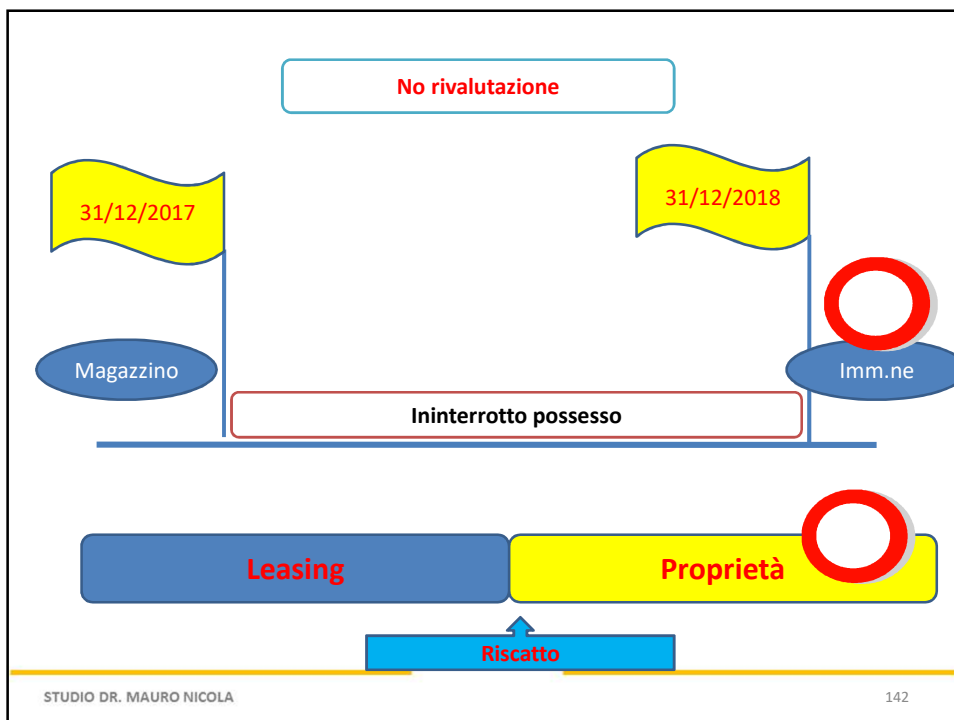 No rivalutazione
31/12/2017
31/12/2018
Magazzino
Imm.ne
Ininterrotto possesso
Leasing
Proprietà
Riscatto
STUDIO DR. MAURO NICOLA
142